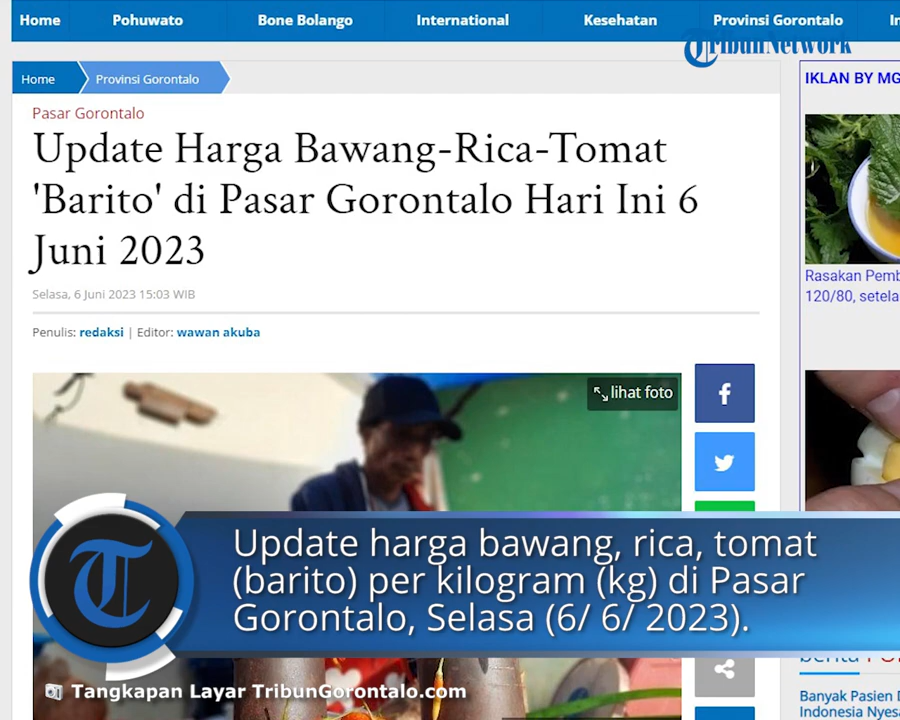 Home Pohuwato Bone Bolango International Kesehatan Provinsi Gorontalo
TribunNetwork
Home Provinsi Gorontalo
IKLAN BY MG
Pasar Gorontalo
Update Harga Bawang-Rica-Tomat
'Barito' di Pasar Gorontalo Hari Ini 6
Juni 2023
Selasa, 6 Juni 2023 15:03 WIB
Penulis: redaksi | Editor: wawan akuba
Rasakan Pemb
120/80, setela
lihat foto
Update harga bawang, rica, tomat
(barito) per kilogram (kg) di Pasar
Gorontalo, Selasa (6/ 6/ 2023).
Tangkapan Layar TribunGorontalo.com
Banyak Pasien D
Indonesia Nyes